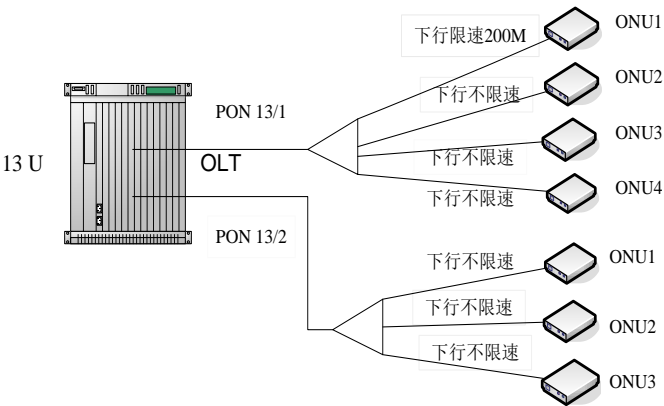 ONU1
下行限速200M
ONU2
下行不限速
PON 13/1
ONU3
13 U
OLT
下行不限速
ONU4
下行不限速
PON 13/2
下行不限速
ONU1
下行不限速
ONU2
下行不限速
ONU3